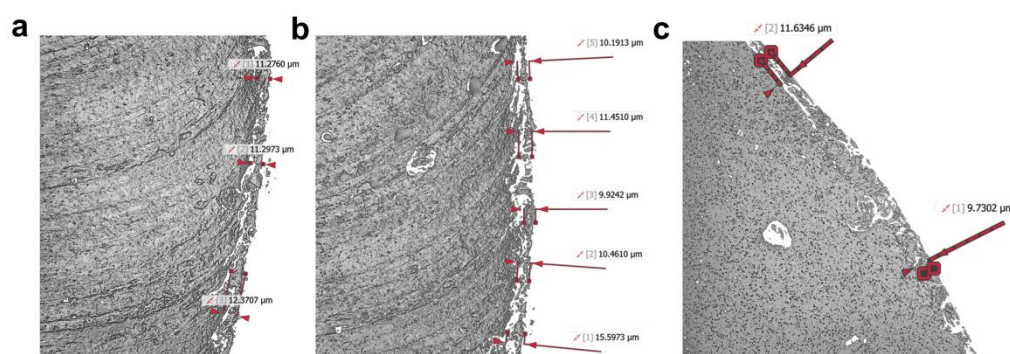 a
[1] 11.2760 µm
[2] 11.2973 µm
[3] 12.3707 µm
b
[5] 10.1913 µm
[4] 11.4510 µm
[3] 9.9242 µm
[2] 10.4610 µm
[1] 15.5973 µm
c
[2] 11.6346 µm
[1] 9.7302 µm